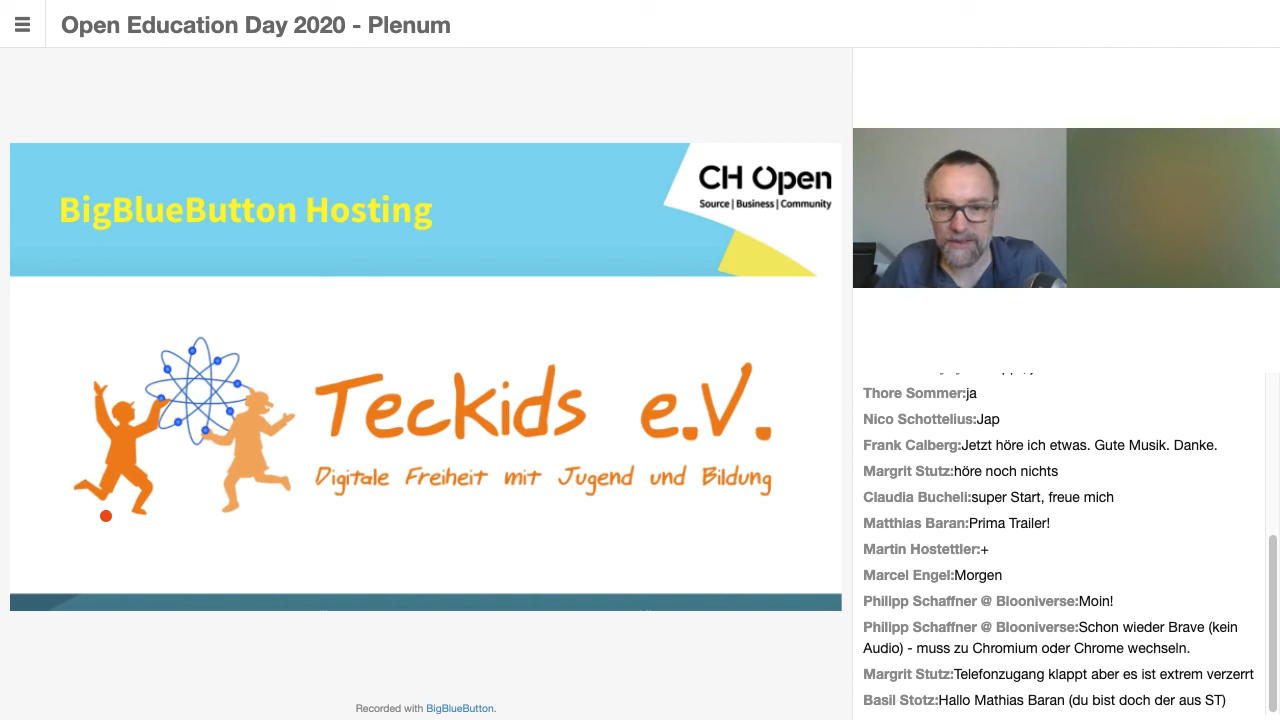 Open Education Day 2020 - Plenum
BigBlueButton Hosting
CH Open
Source | Business | Community
Teckids e.V.
Digitale Freiheit mit Jugend und Bildung
Recorded with BigBlueButton.
Thore Sommer:ja
Nico Schottelius:Jap
Frank Calberg:Jetzt höre ich etwas. Gute Musik. Danke.
Margrit Stutz:höre noch nichts
Claudia Bucheli:super Start, freue mich
Matthias Baran:Prima Trailer!
Martin Hostettler:+
Marcel Engel:Morgen
Philipp Schaffner @ Blooniverse:Moin!
Philipp Schaffner @ Blooniverse:Schon wieder Brave (kein
Audio) - muss zu Chromium oder Chrome wechseln.
Margrit Stutz:Telefonzugang klappt aber es ist extrem verzerrt
Basil Stotz:Hallo Mathias Baran (du bist doch der aus ST)